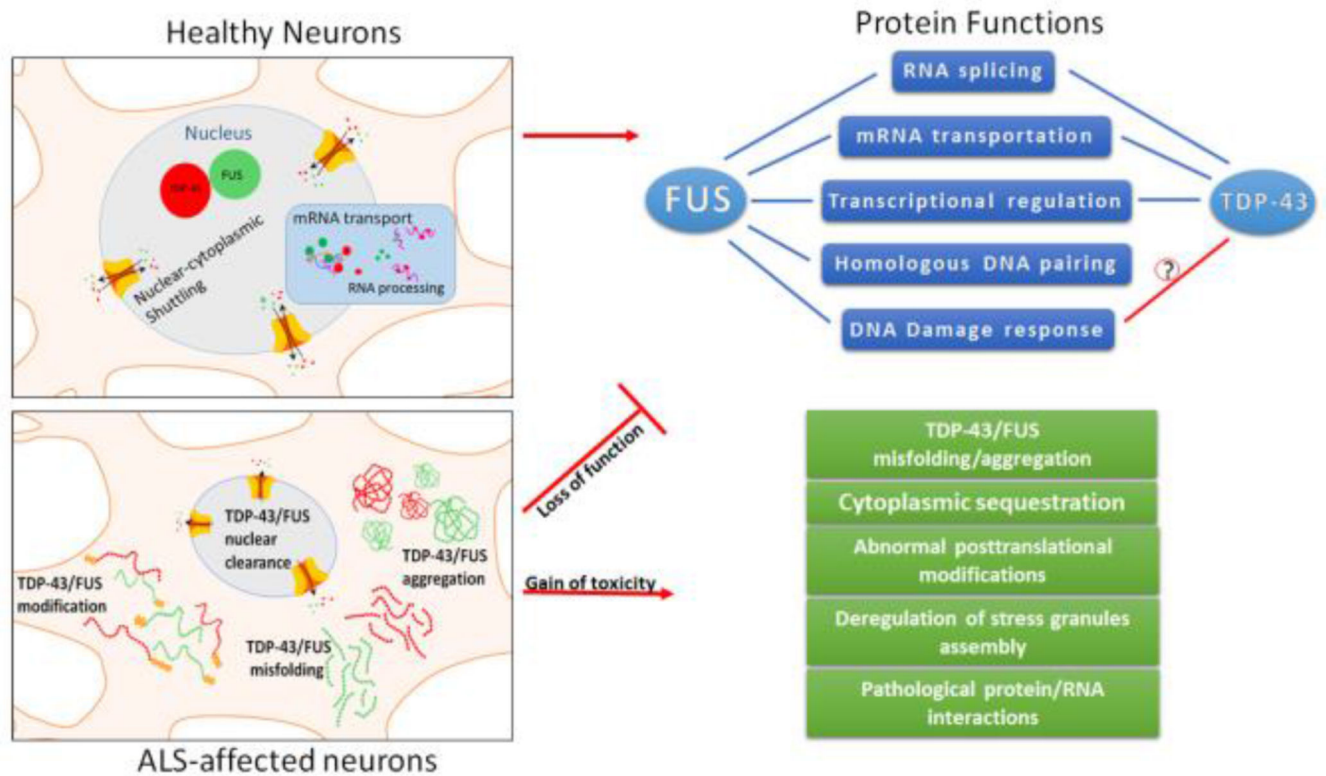 Healthy Neurons
Nucleus
TDP-43
FUS
Nuclear-cytoplasmic
Shuttling
mRNA transport
RNA processing
Protein Functions
RNA splicing
mRNA transportation
FUS
Transcriptional regulation
TDP-43
Homologous DNA pairing
?
DNA Damage response
TDP-43/FUS
nuclear
clearance
TDP-43/FUS
aggregation
TDP-43/FUS
modification
TDP-43/FUS
misfolding
ALS-affected neurons
Loss of function
Gain of toxicity
TDP-43/FUS
misfolding/aggregation
Cytoplasmic sequestration
Abnormal posttranslational
modifications
Deregulation of stress granules
assembly
Pathological protein/RNA
interactions